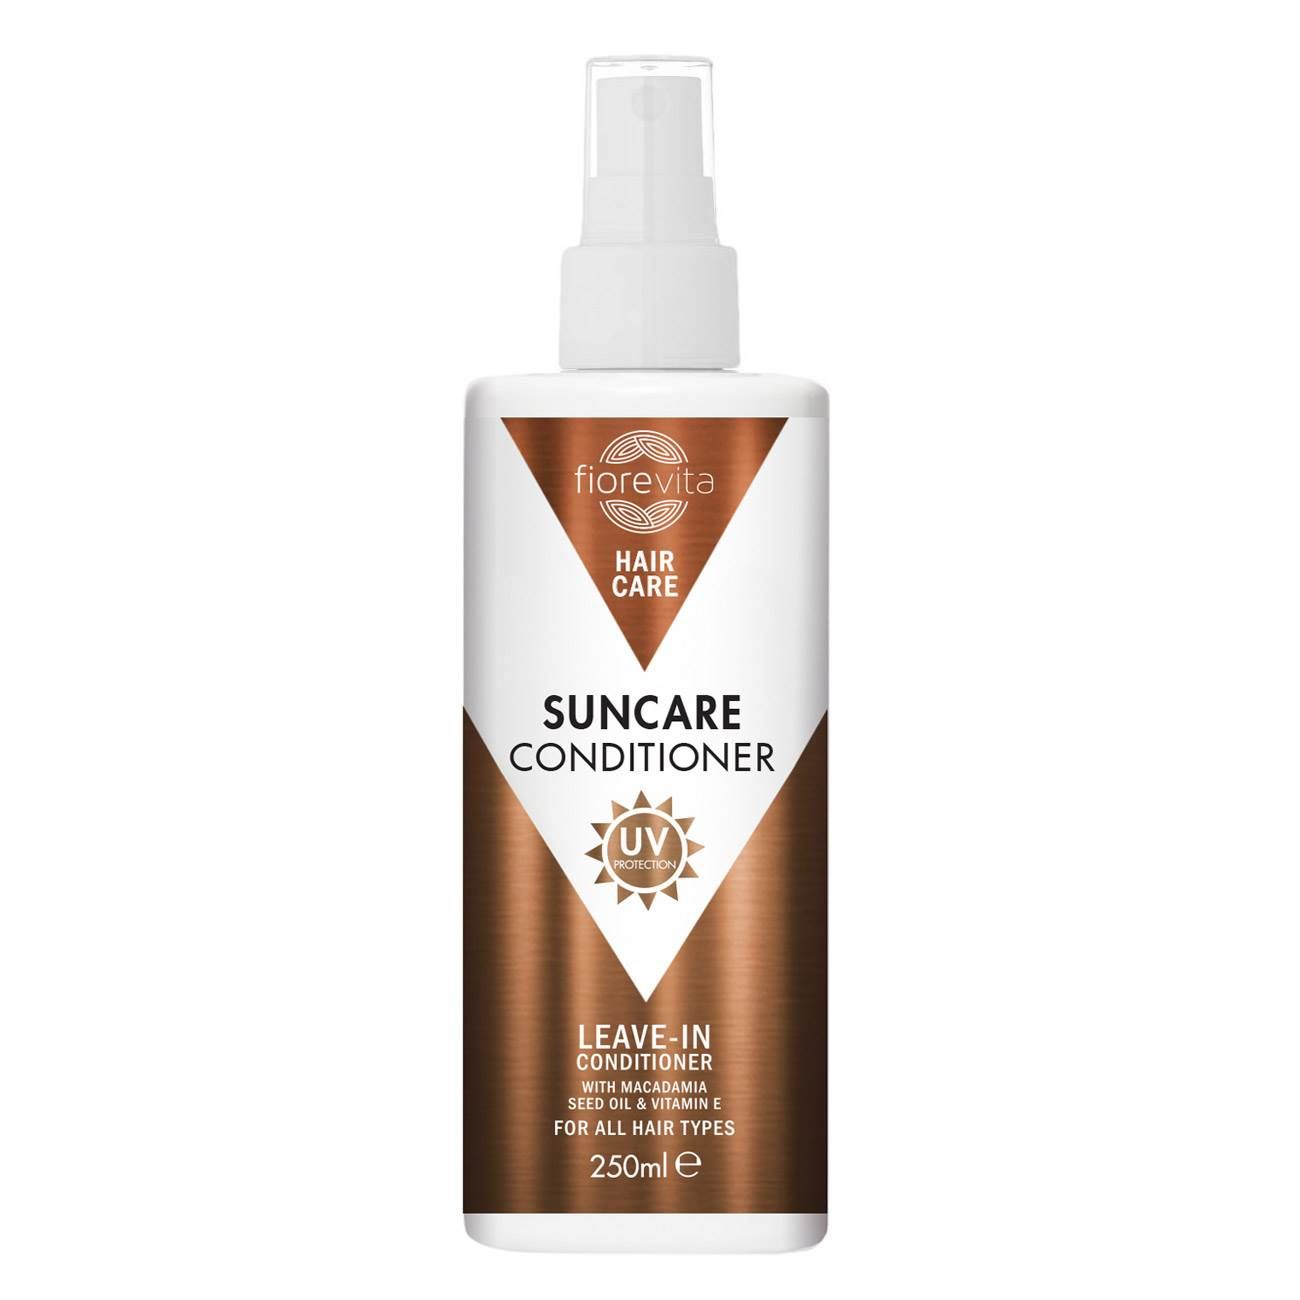 fiorevita
HAIR
CARE
SUNCARE
CONDITIONER
UV
PROTECTION
LEAVE-IN
CONDITIONER
WITH MACADAMIA
SEED OIL & VITAMIN E
FOR ALL HAIR TYPES
250ml ℮